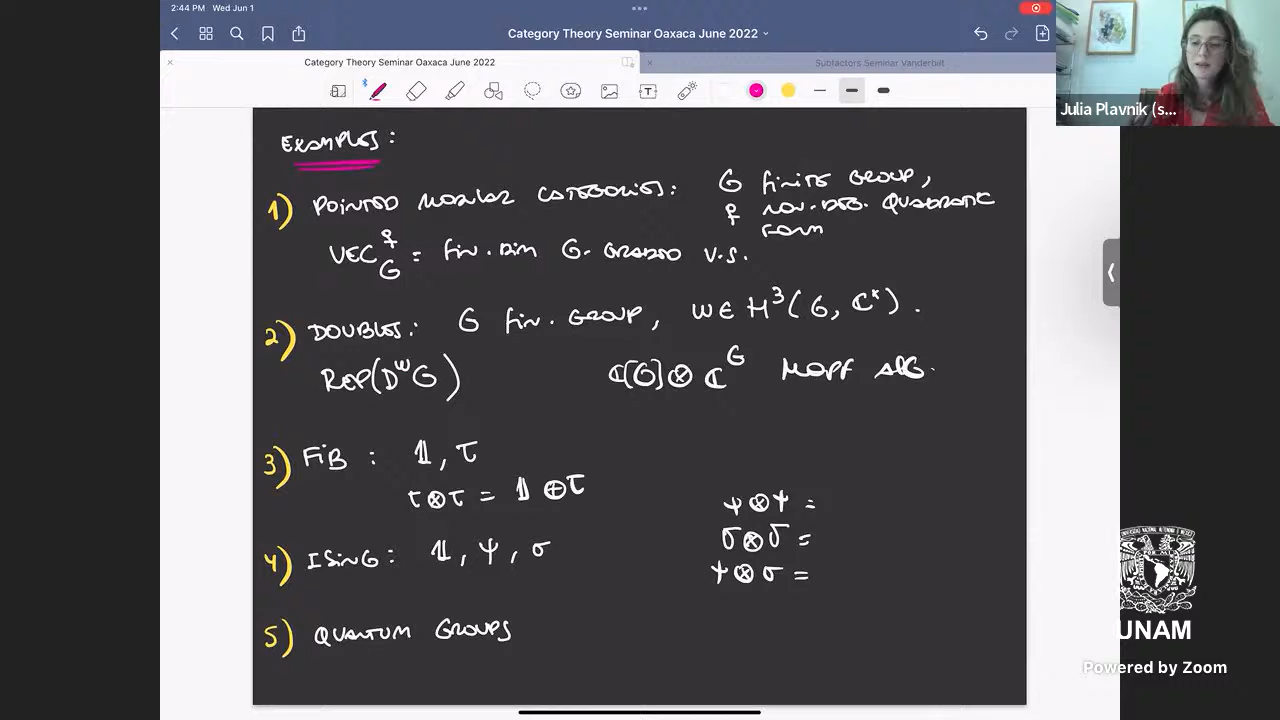 2:44 PM Wed Jun 1
Category Theory Seminar Oaxaca June 2022
Category Theory Seminar Oaxaca June 2022
Subfactors Seminar Vanderbilt
Julia Plavnik (s...
EXAMPLES:
1) POINTED MODULAR CATEGORIES: G FINITE GROUP,
q NON-DEG. QUADRATIC FORM
VEC_G^q = FIN. DIM G-GRADED V.S.
2) DOUBLES: G FIN. GROUP, W ∈ H³(G, ℂ*).
REP(D^W G) ℂ[G] ⊗ ℂ^G HOPF ALG.
3) FIB: 𝟙, τ
τ⊗τ = 𝟙 ⊕ τ
4) ISING: 𝟙, ψ, σ
ψ⊗ψ =
σ⊗σ =
ψ⊗σ =
5) QUANTUM GROUPS
UNAM
Powered by Zoom